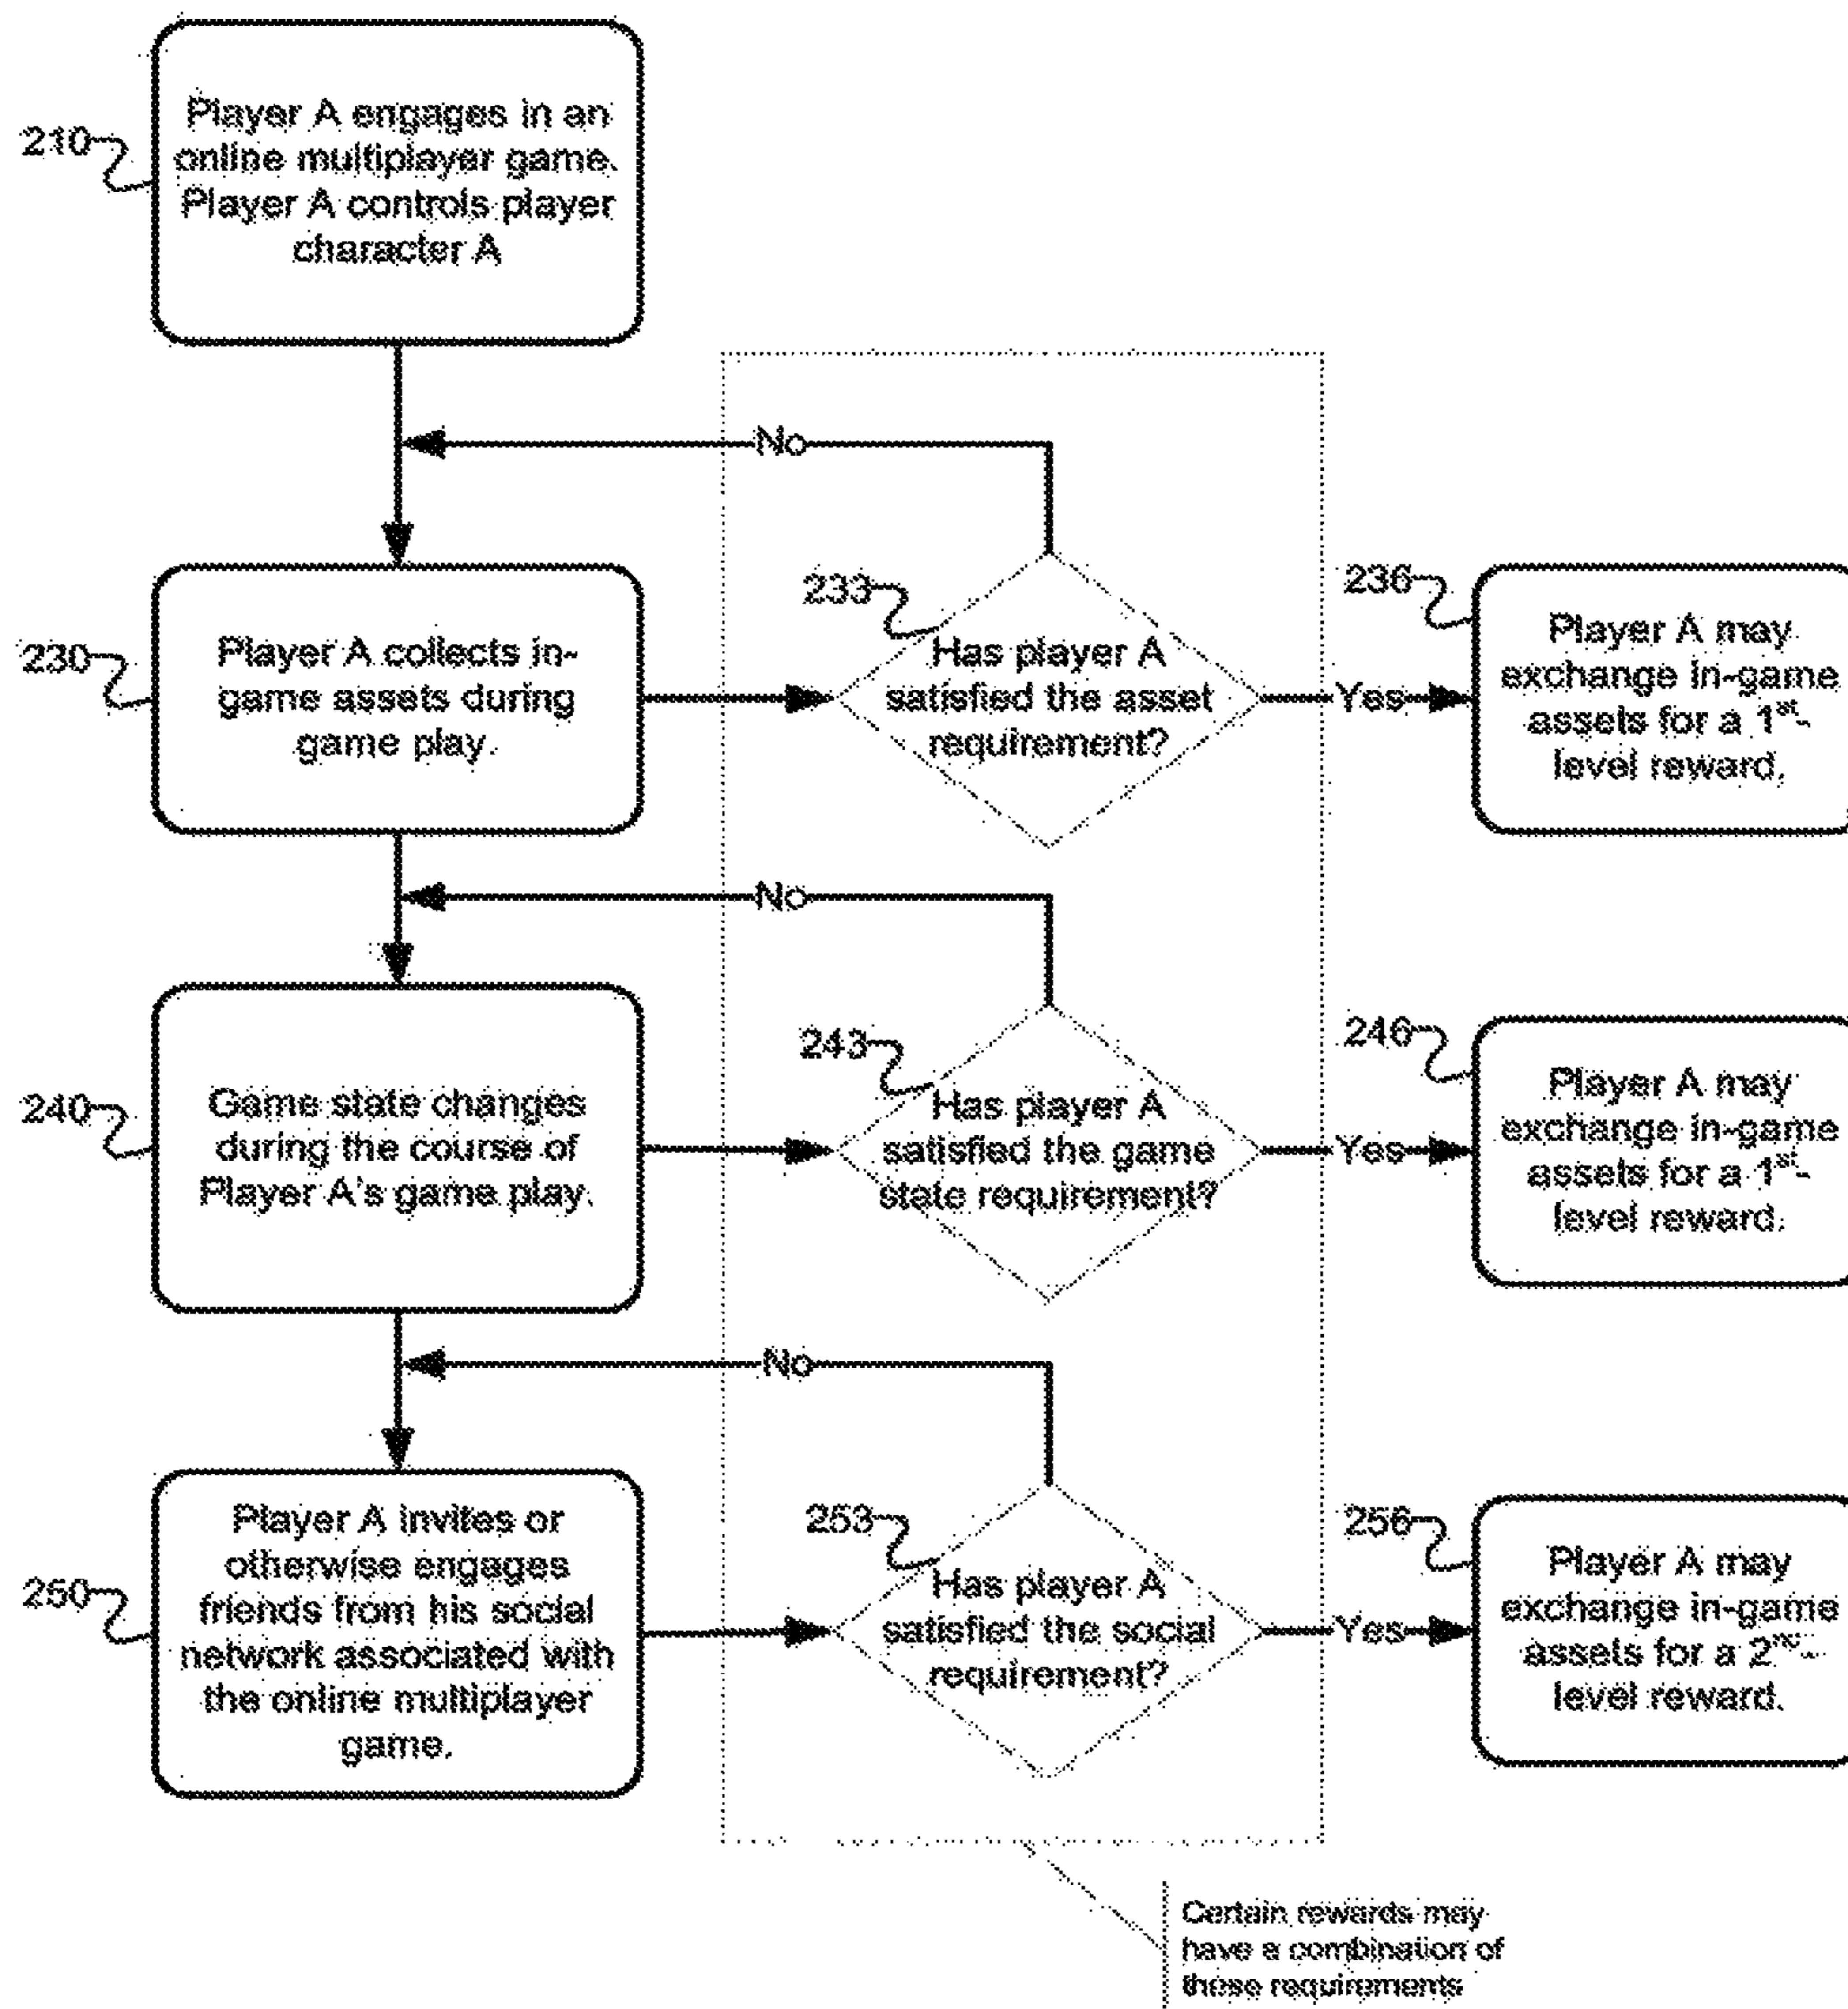 210
Player A engages in an
online multiplayer game.
Player A controls player
character A
No
230
Player A collects in-
game assets during
game play.
233
Has player A
satisfied the asset
requirement?
Yes
236
Player A may
exchange in-game
assets for a 1st-
level reward.
No
240
Game state changes
during the course of
Player A's game play.
243
Has player A
satisfied the game
state requirement?
Yes
246
Player A may
exchange in-game
assets for a 1st-
level reward.
No
250
Player A invites or
otherwise engages
friends from his social
network associated with
the online multiplayer
game.
253
Has player A
satisfied the social
requirement?
Yes
256
Player A may
exchange in-game
assets for a 2nd-
level reward.
Certain rewards may
have a combination of
these requirements